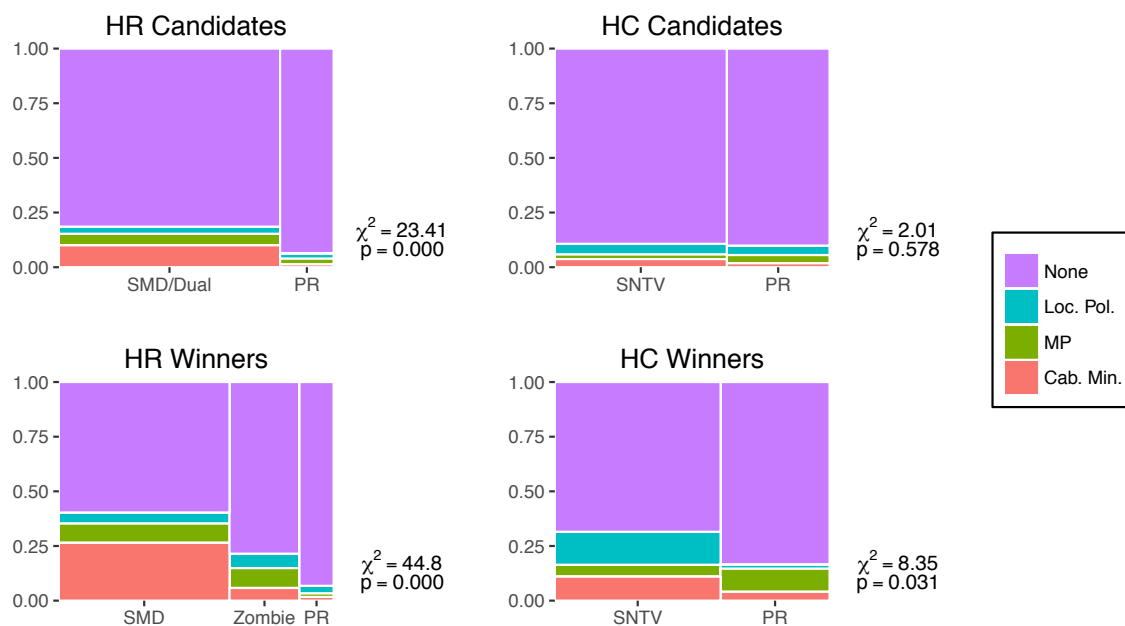 HR Candidates
1.00
0.75
0.50
0.25
0.00
SMD/Dual PR
χ² = 23.41
p = 0.000
HC Candidates
1.00
0.75
0.50
0.25
0.00
SNTV PR
χ² = 2.01
p = 0.578
HR Winners
1.00
0.75
0.50
0.25
0.00
SMD Zombie PR
χ² = 44.8
p = 0.000
HC Winners
1.00
0.75
0.50
0.25
0.00
SNTV PR
χ² = 8.35
p = 0.031
None
Loc. Pol.
MP
Cab. Min.